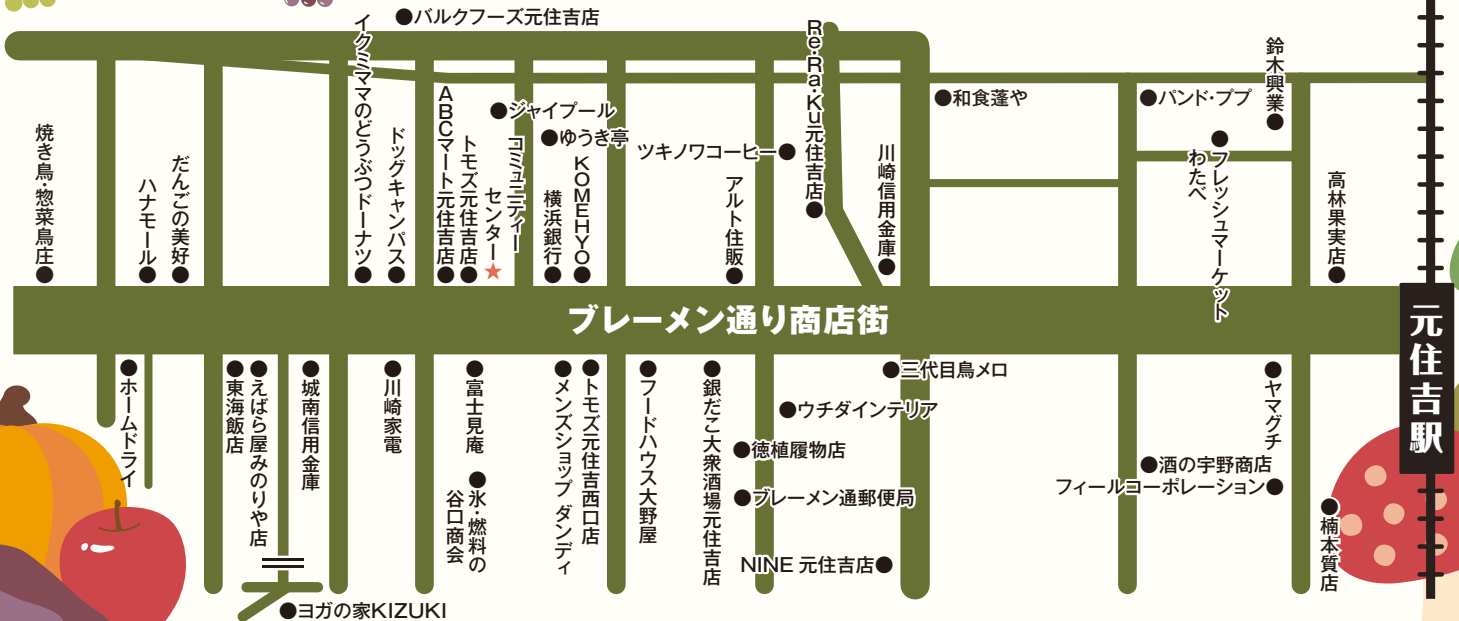 バルクフーズ元住吉店
イクミママのどうぶつドーナツ
Re.Ra.Ku元住吉店
鈴木興業
和食蓬や
パンド・ププ
ABCマート元住吉店
ジャイプール
ゆうき亭
ツキノワコーヒー
焼き鳥・惣菜鳥庄
ハナモール
だんごの美好
ドッグキャンパス
トモズ元住吉店
コミュニティー
センター
横浜銀行
KOMEHYO
アルト住販
川崎信用金庫
フレッシュマーケット
わたべ
高林果実店
ブレーメン通り商店街
元住吉駅
ホームドライ
東海飯店
えばら屋みのりや店
城南信用金庫
川崎家電
富士見庵
氷・燃料の
谷口商会
メンズショップ ダンディ
トモズ元住吉西口店
フードハウス大野屋
銀だこ大衆酒場元住吉店
三代目鳥メロ
ウチダインテリア
徳植履物店
ブレーメン通郵便局
NINE 元住吉店
ヤマグチ
酒の宇野商店
フィールコーポレーション
楠本質店
ヨガの家KIZUKI